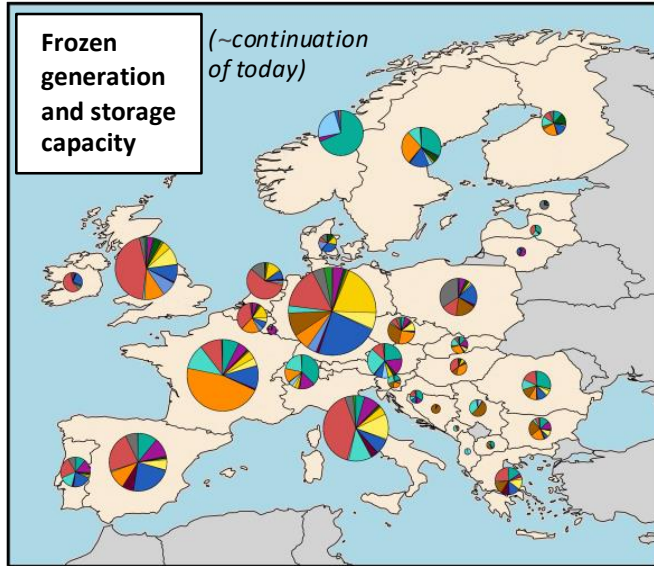 Frozen
generation
and storage
capacity
(~continuation
of today)